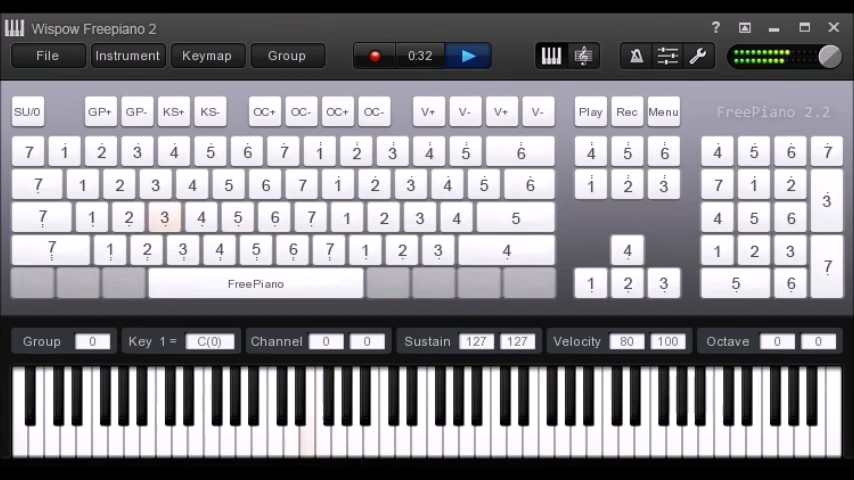 Wispow Freepiano 2 ?
File Instrument Keymap Group 0:32
SU/0 GP+ GP- KS+ KS- OC+ OC- OC+ OC- V+ V- V+ V- Play Rec Menu FreePiano 2.2
7 1 2 3 4 5 6 7 1 2 3 4 5 6 4 5 6 4 5 6 7
7 1 2 3 4 5 6 7 1 2 3 4 5 6 1 2 3 7 1 2 3
7 1 2 3 4 5 6 7 1 2 3 4 5 4 5 6
7 1 2 3 4 5 6 7 1 2 3 4 4 1 2 3 7
FreePiano 1 2 3 5 6
Group 0 Key 1 = C(0) Channel 0 0 Sustain 127 127 Velocity 80 100 Octave 0 0